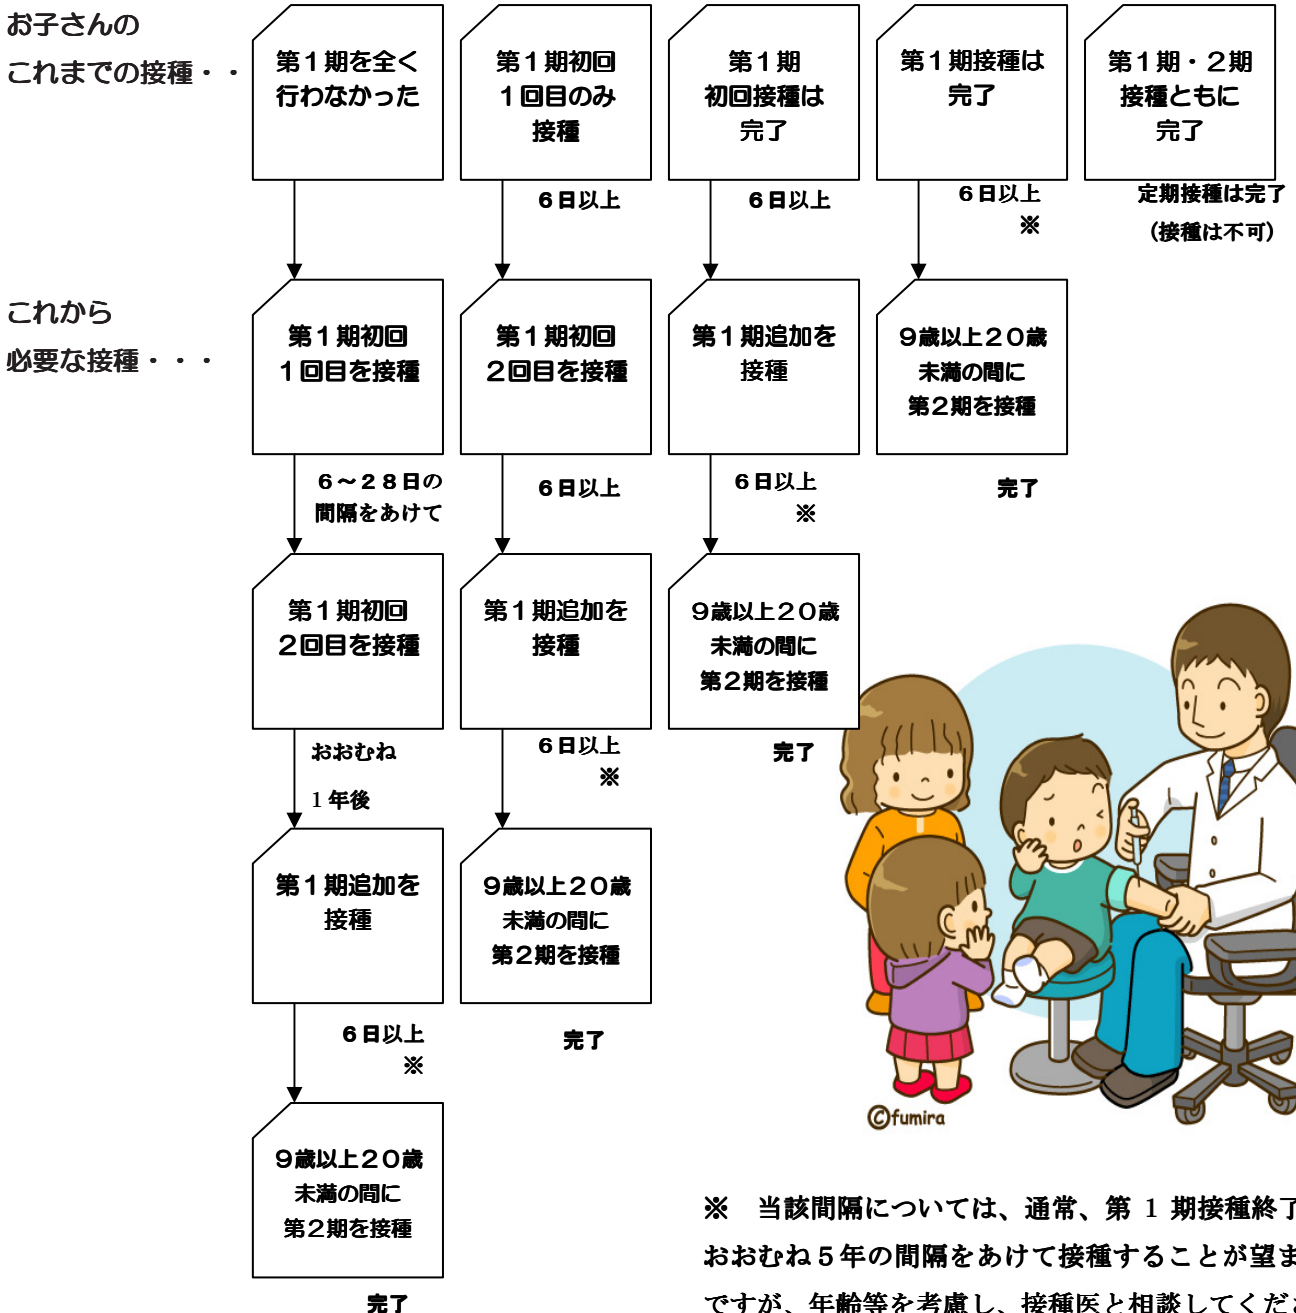 お子さんの
これまでの接種・・
第１期を全く
行わなかった
第１期初回
１回目のみ
接種
第１期
初回接種は
完了
第１期接種は
完了
第１期・２期
接種ともに
完了
６日以上
６日以上
６日以上
※
定期接種は完了
（接種は不可）
これから
必要な接種・・・
第１期初回
１回目を接種
第１期初回
２回目を接種
第１期追加を
接種
９歳以上２０歳
未満の間に
第２期を接種
６～２８日の
間隔をあけて
６日以上
６日以上
※
完了
第１期初回
２回目を接種
第１期追加を
接種
９歳以上２０歳
未満の間に
第２期を接種
おおむね
１年後
６日以上
※
完了
第１期追加を
接種
９歳以上２０歳
未満の間に
第２期を接種
６日以上
※
完了
©fumira
９歳以上２０歳
未満の間に
第２期を接種
完了
※　当該間隔については、通常、第 1 期接種終了
おおむね５年の間隔をあけて接種することが望ま
ですが、年齢等を考慮し、接種医と相談してくだ